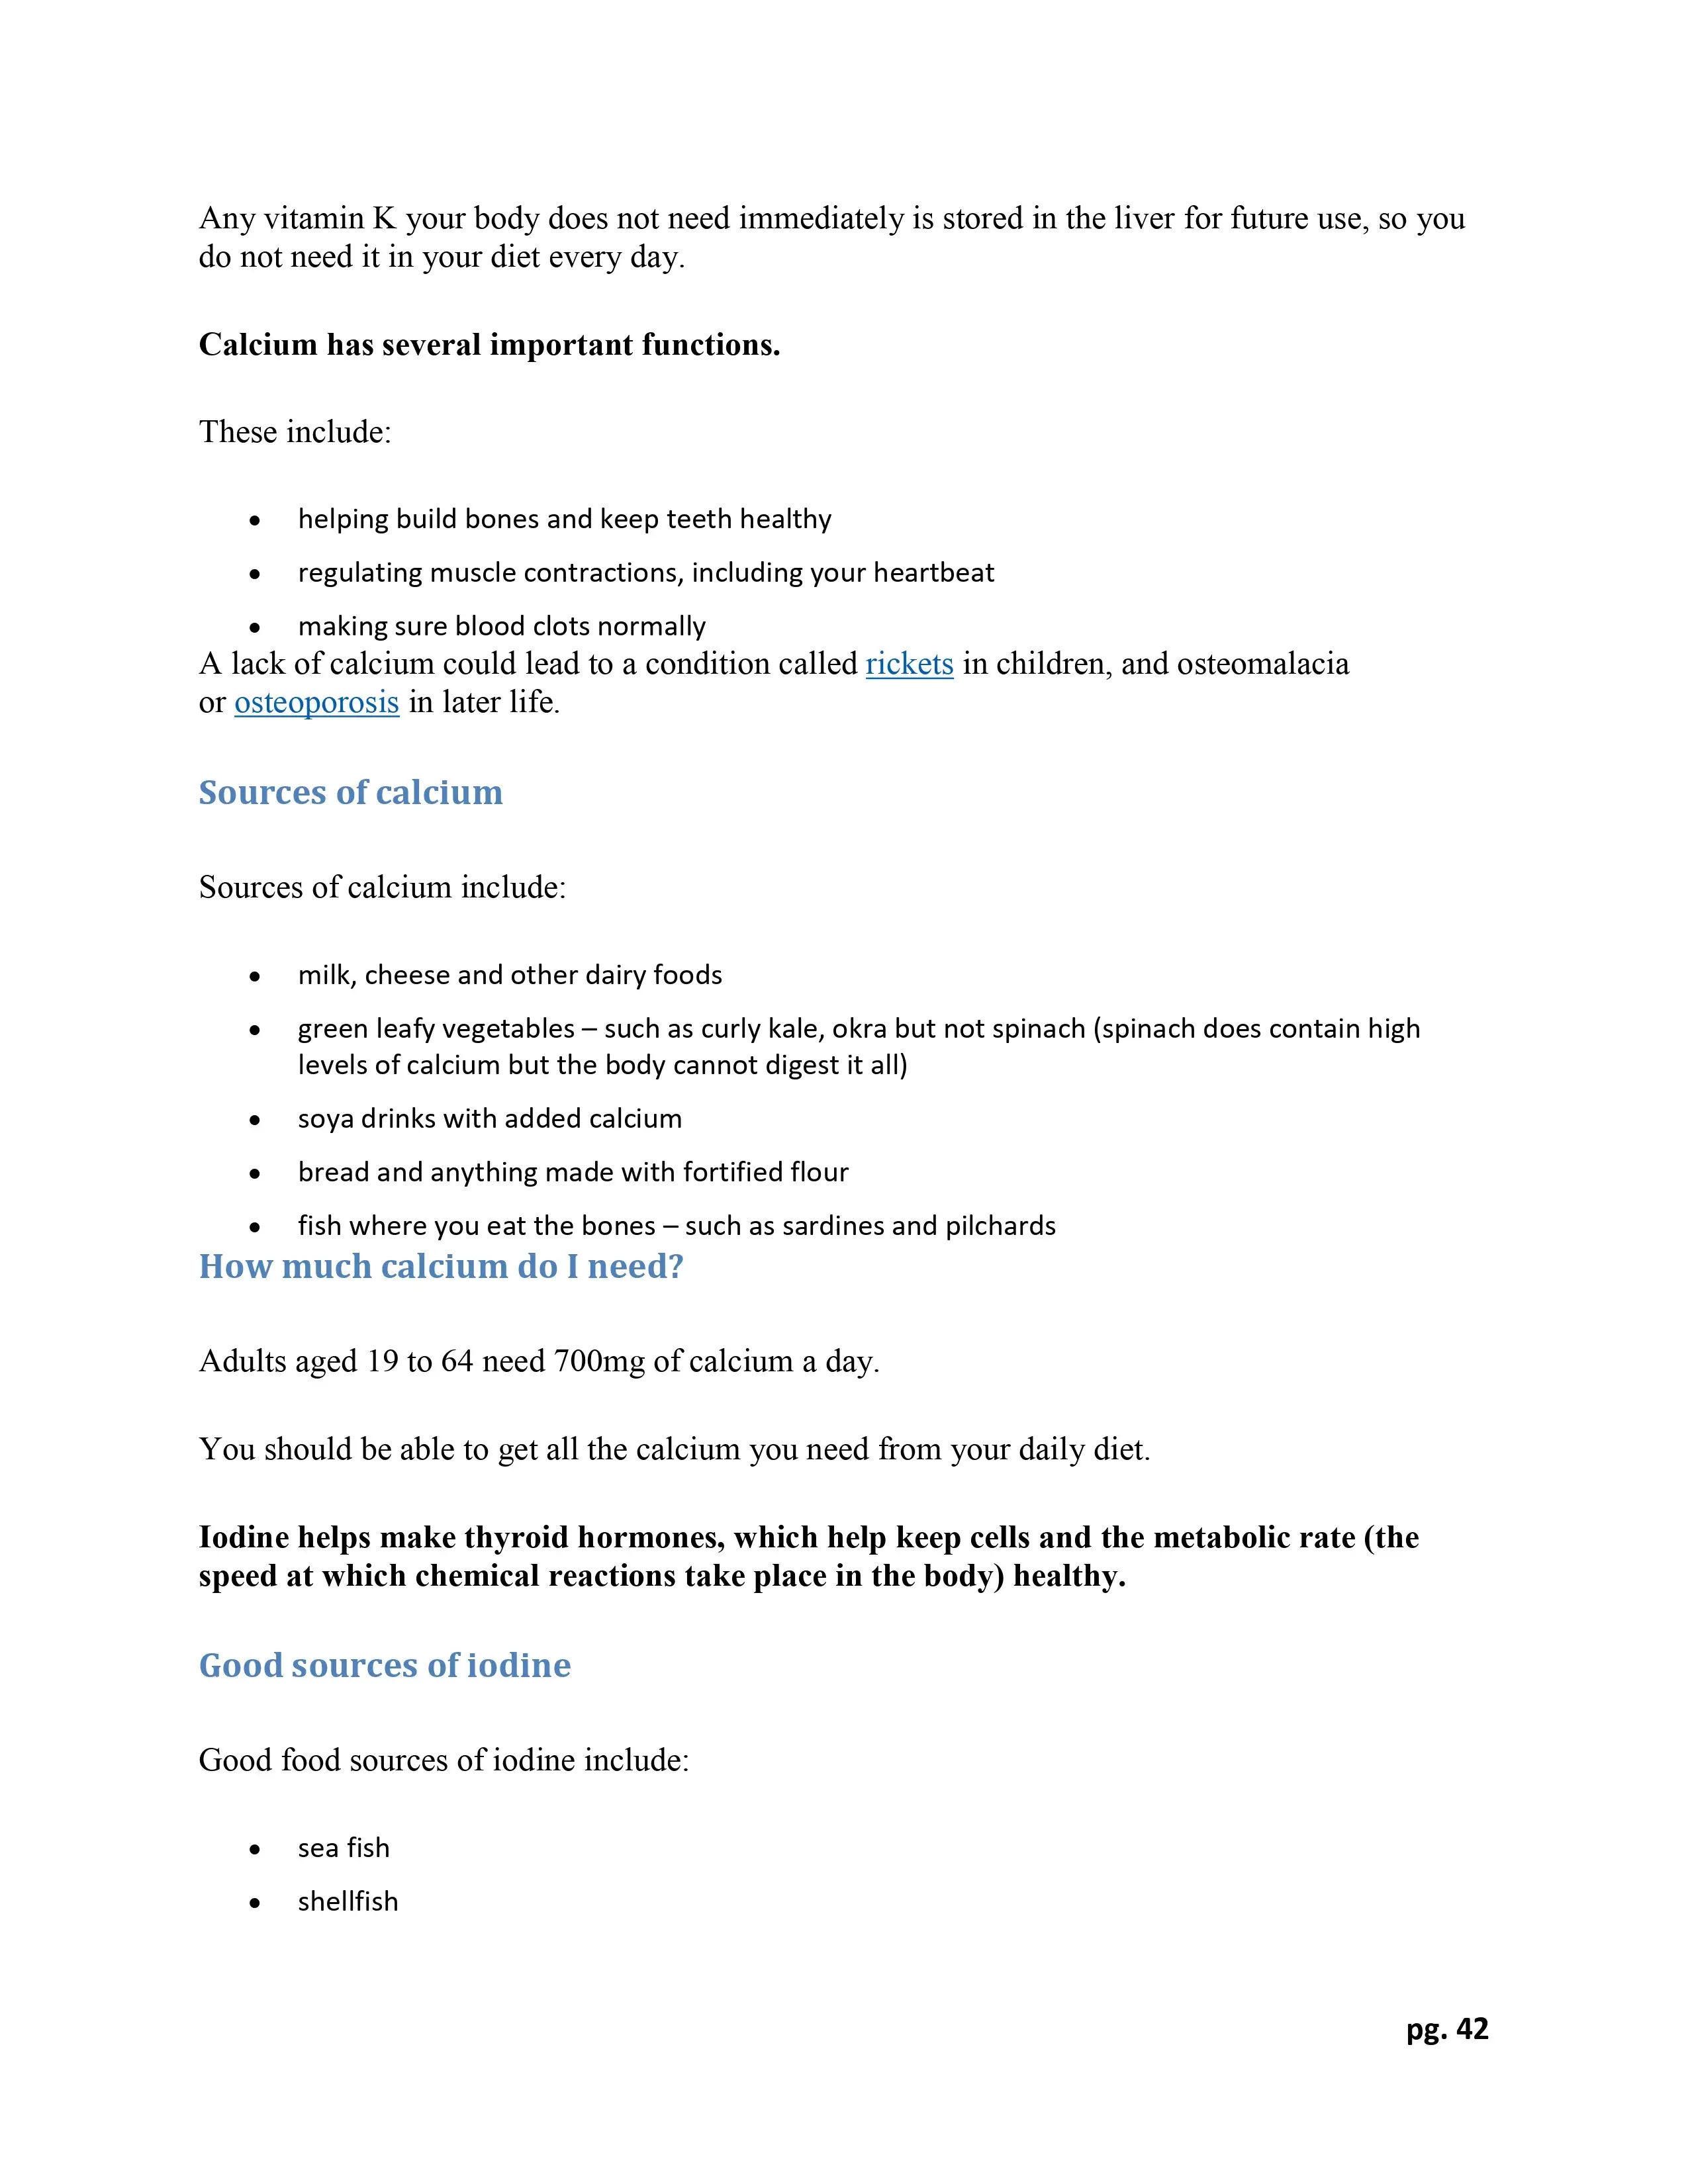 Any vitamin K your body does not need immediately is stored in the liver for future use, so you
do not need it in your diet every day.
Calcium has several important functions.
These include:
• helping build bones and keep teeth healthy
• regulating muscle contractions, including your heartbeat
• making sure blood clots normally
A lack of calcium could lead to a condition called rickets in children, and osteomalacia
or osteoporosis in later life.
Sources of calcium
Sources of calcium include:
• milk, cheese and other dairy foods
• green leafy vegetables – such as curly kale, okra but not spinach (spinach does contain high
levels of calcium but the body cannot digest it all)
• soya drinks with added calcium
• bread and anything made with fortified flour
• fish where you eat the bones – such as sardines and pilchards
How much calcium do I need?
Adults aged 19 to 64 need 700mg of calcium a day.
You should be able to get all the calcium you need from your daily diet.
Iodine helps make thyroid hormones, which help keep cells and the metabolic rate (the
speed at which chemical reactions take place in the body) healthy.
Good sources of iodine
Good food sources of iodine include:
• sea fish
• shellfish
pg. 42